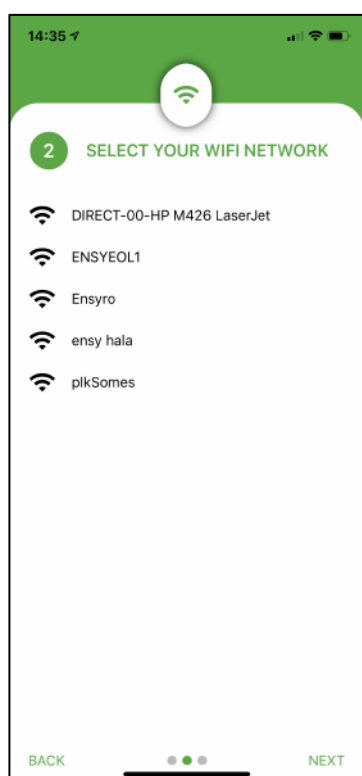 14:35
2 SELECT YOUR WIFI NETWORK
DIRECT-00-HP M426 LaserJet
ENSYEOL1
Ensyro
ensy hala
plkSomes
BACK NEXT